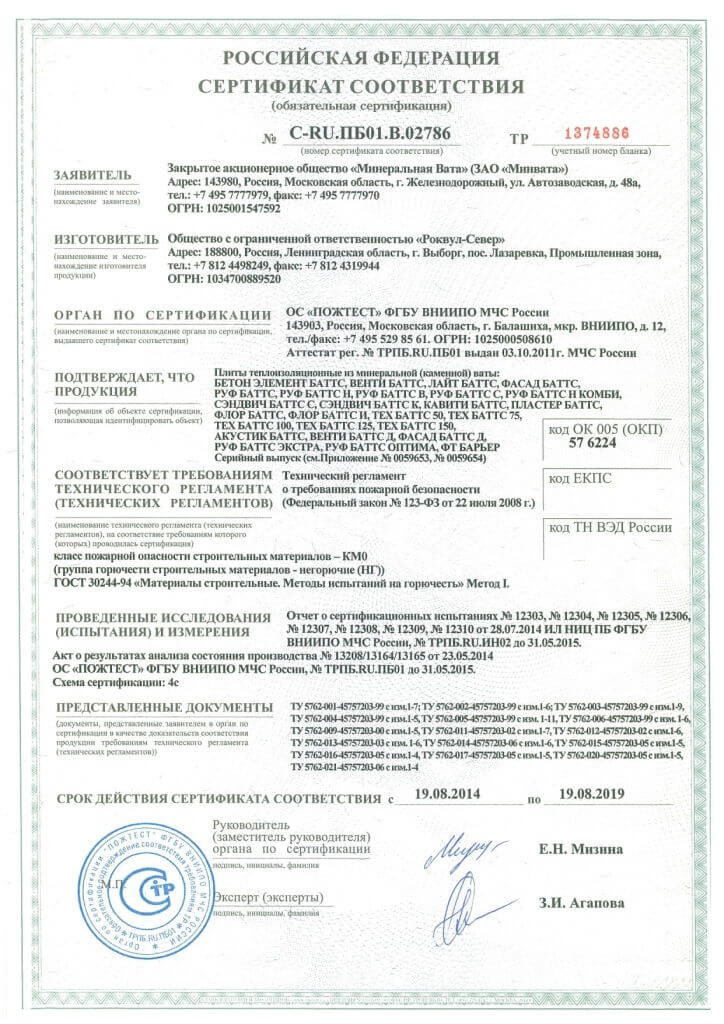 РОССИЙСКАЯ ФЕДЕРАЦИЯ
СЕРТИФИКАТ СООТВЕТСТВИЯ
(обязательная сертификация)
№ C-RU.ПБ01.В.02786 ТР 1374886
(номер сертификата соответствия) (учетный номер бланка)
ЗАЯВИТЕЛЬ
(наименование и место-
нахождение заявителя)
Закрытое акционерное общество «Минеральная Вата» (ЗАО «Минвата»)
Адрес: 143980, Россия, Московская область, г. Железнодорожный, ул. Автозаводская, д. 48а,
тел.: +7 495 7777979, факс: +7 495 7777970
ОГРН: 1025001547592
ИЗГОТОВИТЕЛЬ
(наименование и место-
нахождение изготовителя
продукции)
Общество с ограниченной ответственностью «Роквул-Север»
Адрес: 188800, Россия, Ленинградская область, г. Выборг, пос. Лазаревка, Промышленная зона,
тел.: +7 812 4498249, факс: +7 812 4319944
ОГРН: 1034700889520
ОРГАН ПО СЕРТИФИКАЦИИ
(наименование и местонахождение органа по сертификации,
выдавшего сертификат соответствия)
ОС «ПОЖТЕСТ» ФГБУ ВНИИПО МЧС России
143903, Россия, Московская область, г. Балашиха, мкр. ВНИИПО, д. 12,
тел./факс: +7 495 529 85 61. ОГРН: 1025000508610
Аттестат рег. № ТРПБ.RU.ПБ01 выдан 03.10.2011г. МЧС России
ПОДТВЕРЖДАЕТ, ЧТО
ПРОДУКЦИЯ
(информация об объекте сертификации,
позволяющая идентифицировать объект)
Плиты теплоизоляционные из минеральной (каменной) ваты:
БЕТОН ЭЛЕМЕНТ БАТТС, ВЕНТИ БАТТС, ЛАЙТ БАТТС, ФАСАД БАТТС,
РУФ БАТТС, РУФ БАТТС Н, РУФ БАТТС В, РУФ БАТТС С, РУФ БАТТС Н КОМБИ,
СЭНДВИЧ БАТТС С, СЭНДВИЧ БАТТС К, КАВИТИ БАТТС, ПЛАСТЕР БАТТС,
ФЛОР БАТТС, ФЛОР БАТТС И, ТЕХ БАТТС 50, ТЕХ БАТТС 75,
ТЕХ БАТТС 100, ТЕХ БАТТС 125, ТЕХ БАТТС 150,
АКУСТИК БАТТС, ВЕНТИ БАТТС Д, ФАСАД БАТТС Д,
РУФ БАТТС ЭКСТРА, РУФ БАТТС ОПТИМА, ФТ БАРЬЕР
Серийный выпуск (см.Приложение № 0059653, № 0059654)
код ОК 005 (ОКП)
57 6224
СООТВЕТСТВУЕТ ТРЕБОВАНИЯМ
ТЕХНИЧЕСКОГО РЕГЛАМЕНТА
(ТЕХНИЧЕСКИХ РЕГЛАМЕНТОВ)
(наименование технического регламента (технических
регламентов), на соответствие требованиям которого
(которых) проводилась сертификация)
Технический регламент
о требованиях пожарной безопасности
(Федеральный закон № 123-ФЗ от 22 июля 2008 г.)
код ЕКПС
код ТН ВЭД России
класс пожарной опасности строительных материалов – КМ0
(группа горючести строительных материалов - негорючие (НГ))
ГОСТ 30244-94 «Материалы строительные. Методы испытаний на горючесть» Метод I.
ПРОВЕДЕННЫЕ ИССЛЕДОВАНИЯ
(ИСПЫТАНИЯ) И ИЗМЕРЕНИЯ
Отчет о сертификационных испытаниях № 12303, № 12304, № 12305, № 12306,
№ 12307, № 12308, № 12309, № 12310 от 28.07.2014 ИЛ НИЦ ПБ ФГБУ
ВНИИПО МЧС России, № ТРПБ.RU.ИН02 до 31.05.2015.
Акт о результатах анализа состояния производства № 13208/13164/13165 от 23.05.2014
ОС «ПОЖТЕСТ» ФГБУ ВНИИПО МЧС России, № ТРПБ.RU.ПБ01 до 31.05.2015.
Схема сертификации: 4с
ПРЕДСТАВЛЕННЫЕ ДОКУМЕНТЫ
(документы, представленные заявителем в орган по
сертификации в качестве доказательств соответствия
продукции требованиям технического регламента
(технических регламентов))
ТУ 5762-001-45757203-99 с изм.1-7; ТУ 5762-002-45757203-99 с изм.1-6; ТУ 5762-003-45757203-99 с изм.1-9,
ТУ 5762-004-45757203-99 с изм.1-5, ТУ 5762-005-45757203-99 с изм. 1-11, ТУ 5762-006-45757203-99 с изм. 1-6,
ТУ 5762-009-45757203-00 с изм.1-5, ТУ 5762-011-45757203-02 с изм.1-7, ТУ 5762-012-45757203-02 с изм.1-6,
ТУ 5762-013-45757203-03 с изм. 1-6, ТУ 5762-014-45757203-06 с изм.1-6, ТУ 5762-015-45757203-05 с изм.1-5,
ТУ 5762-016-45757203-05 с изм.1-4, ТУ 5762-017-45757203-05 с изм.1-5, ТУ 5762-020-45757203-05 с изм.1-5,
ТУ 5762-021-45757203-06 с изм.1-4
СРОК ДЕЙСТВИЯ СЕРТИФИКАТА СООТВЕТСТВИЯ с 19.08.2014 по 19.08.2019
Руководитель
(заместитель руководителя)
органа по сертификации
подпись, инициалы, фамилия
Е.Н. Мизина
М.П.
Эксперт (эксперты)
подпись, инициалы, фамилия
З.И. Агапова
"ПОЖТЕСТ" ФГБУ ВНИИПО МЧС РОССИИ
Орган по сертификации
ТРПБ.RU.ПБ01